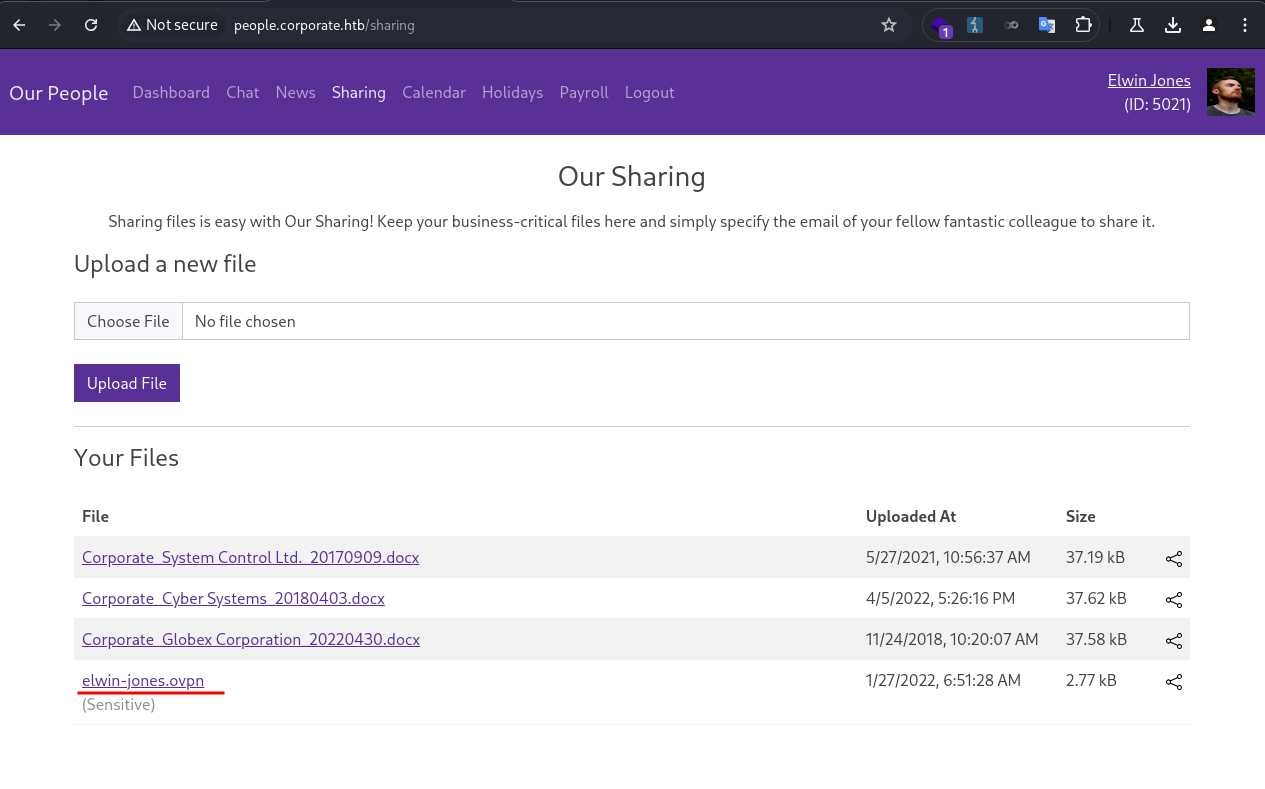 Not secure people.corporate.htb/sharing
1
Our People Dashboard Chat News Sharing Calendar Holidays Payroll Logout
Elwin Jones
(ID: 5021)
Our Sharing
Sharing files is easy with Our Sharing! Keep your business-critical files here and simply specify the email of your fellow fantastic colleague to share it.
Upload a new file
Choose File No file chosen
Upload File
Your Files
File Uploaded At Size
Corporate_System Control Ltd._20170909.docx 5/27/2021, 10:56:37 AM 37.19 kB
Corporate_Cyber Systems_20180403.docx 4/5/2022, 5:26:16 PM 37.62 kB
Corporate_Globex Corporation_20220430.docx 11/24/2018, 10:20:07 AM 37.58 kB
elwin-jones.ovpn 1/27/2022, 6:51:28 AM 2.77 kB
(Sensitive)